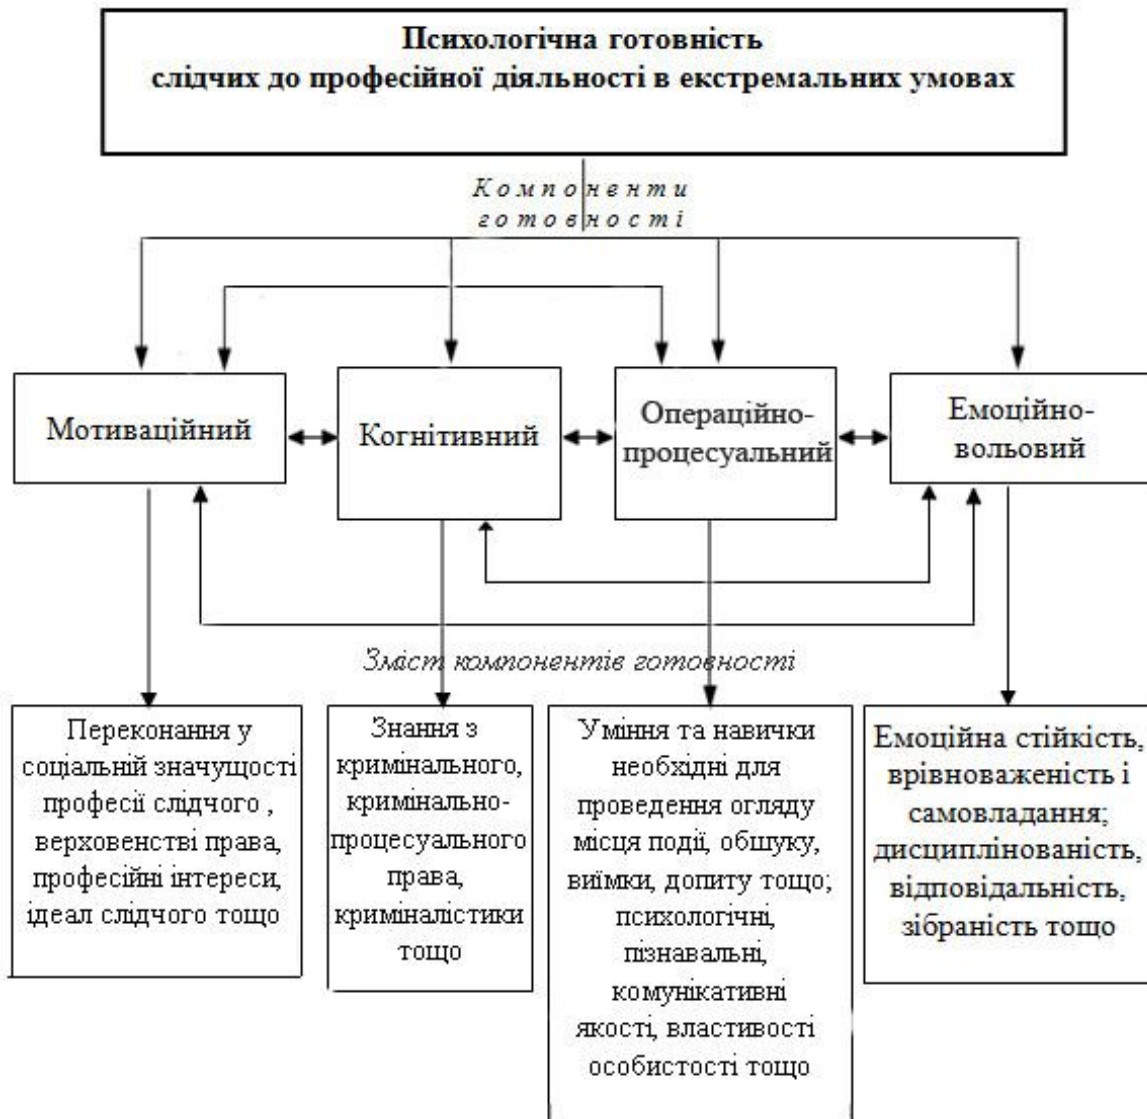 Психологічна готовність
слідчих до професійної діяльності в екстремальних умовах
Компоненти
готовності
Мотиваційний
Когнітивний
Операційно-
процесуальний
Емоційно-
вольовий
Зміст компонентів готовності
Переконання у
соціальній значущості
професії слідчого ,
верховенстві права,
професійні інтереси,
ідеал слідчого тощо
Знання з
кримінального,
кримінально-
процесуального
права,
криміналістики
тощо
Уміння та навички
необхідні для
проведення огляду
місця події, обшуку,
виїмки, допиту тощо;
психологічні,
пізнавальні,
комунікативні
якості, властивості
особистості тощо
Емоційна стійкість,
врівноваженість і
самовладання;
дисциплінованість,
відповідальність,
зібраність тощо